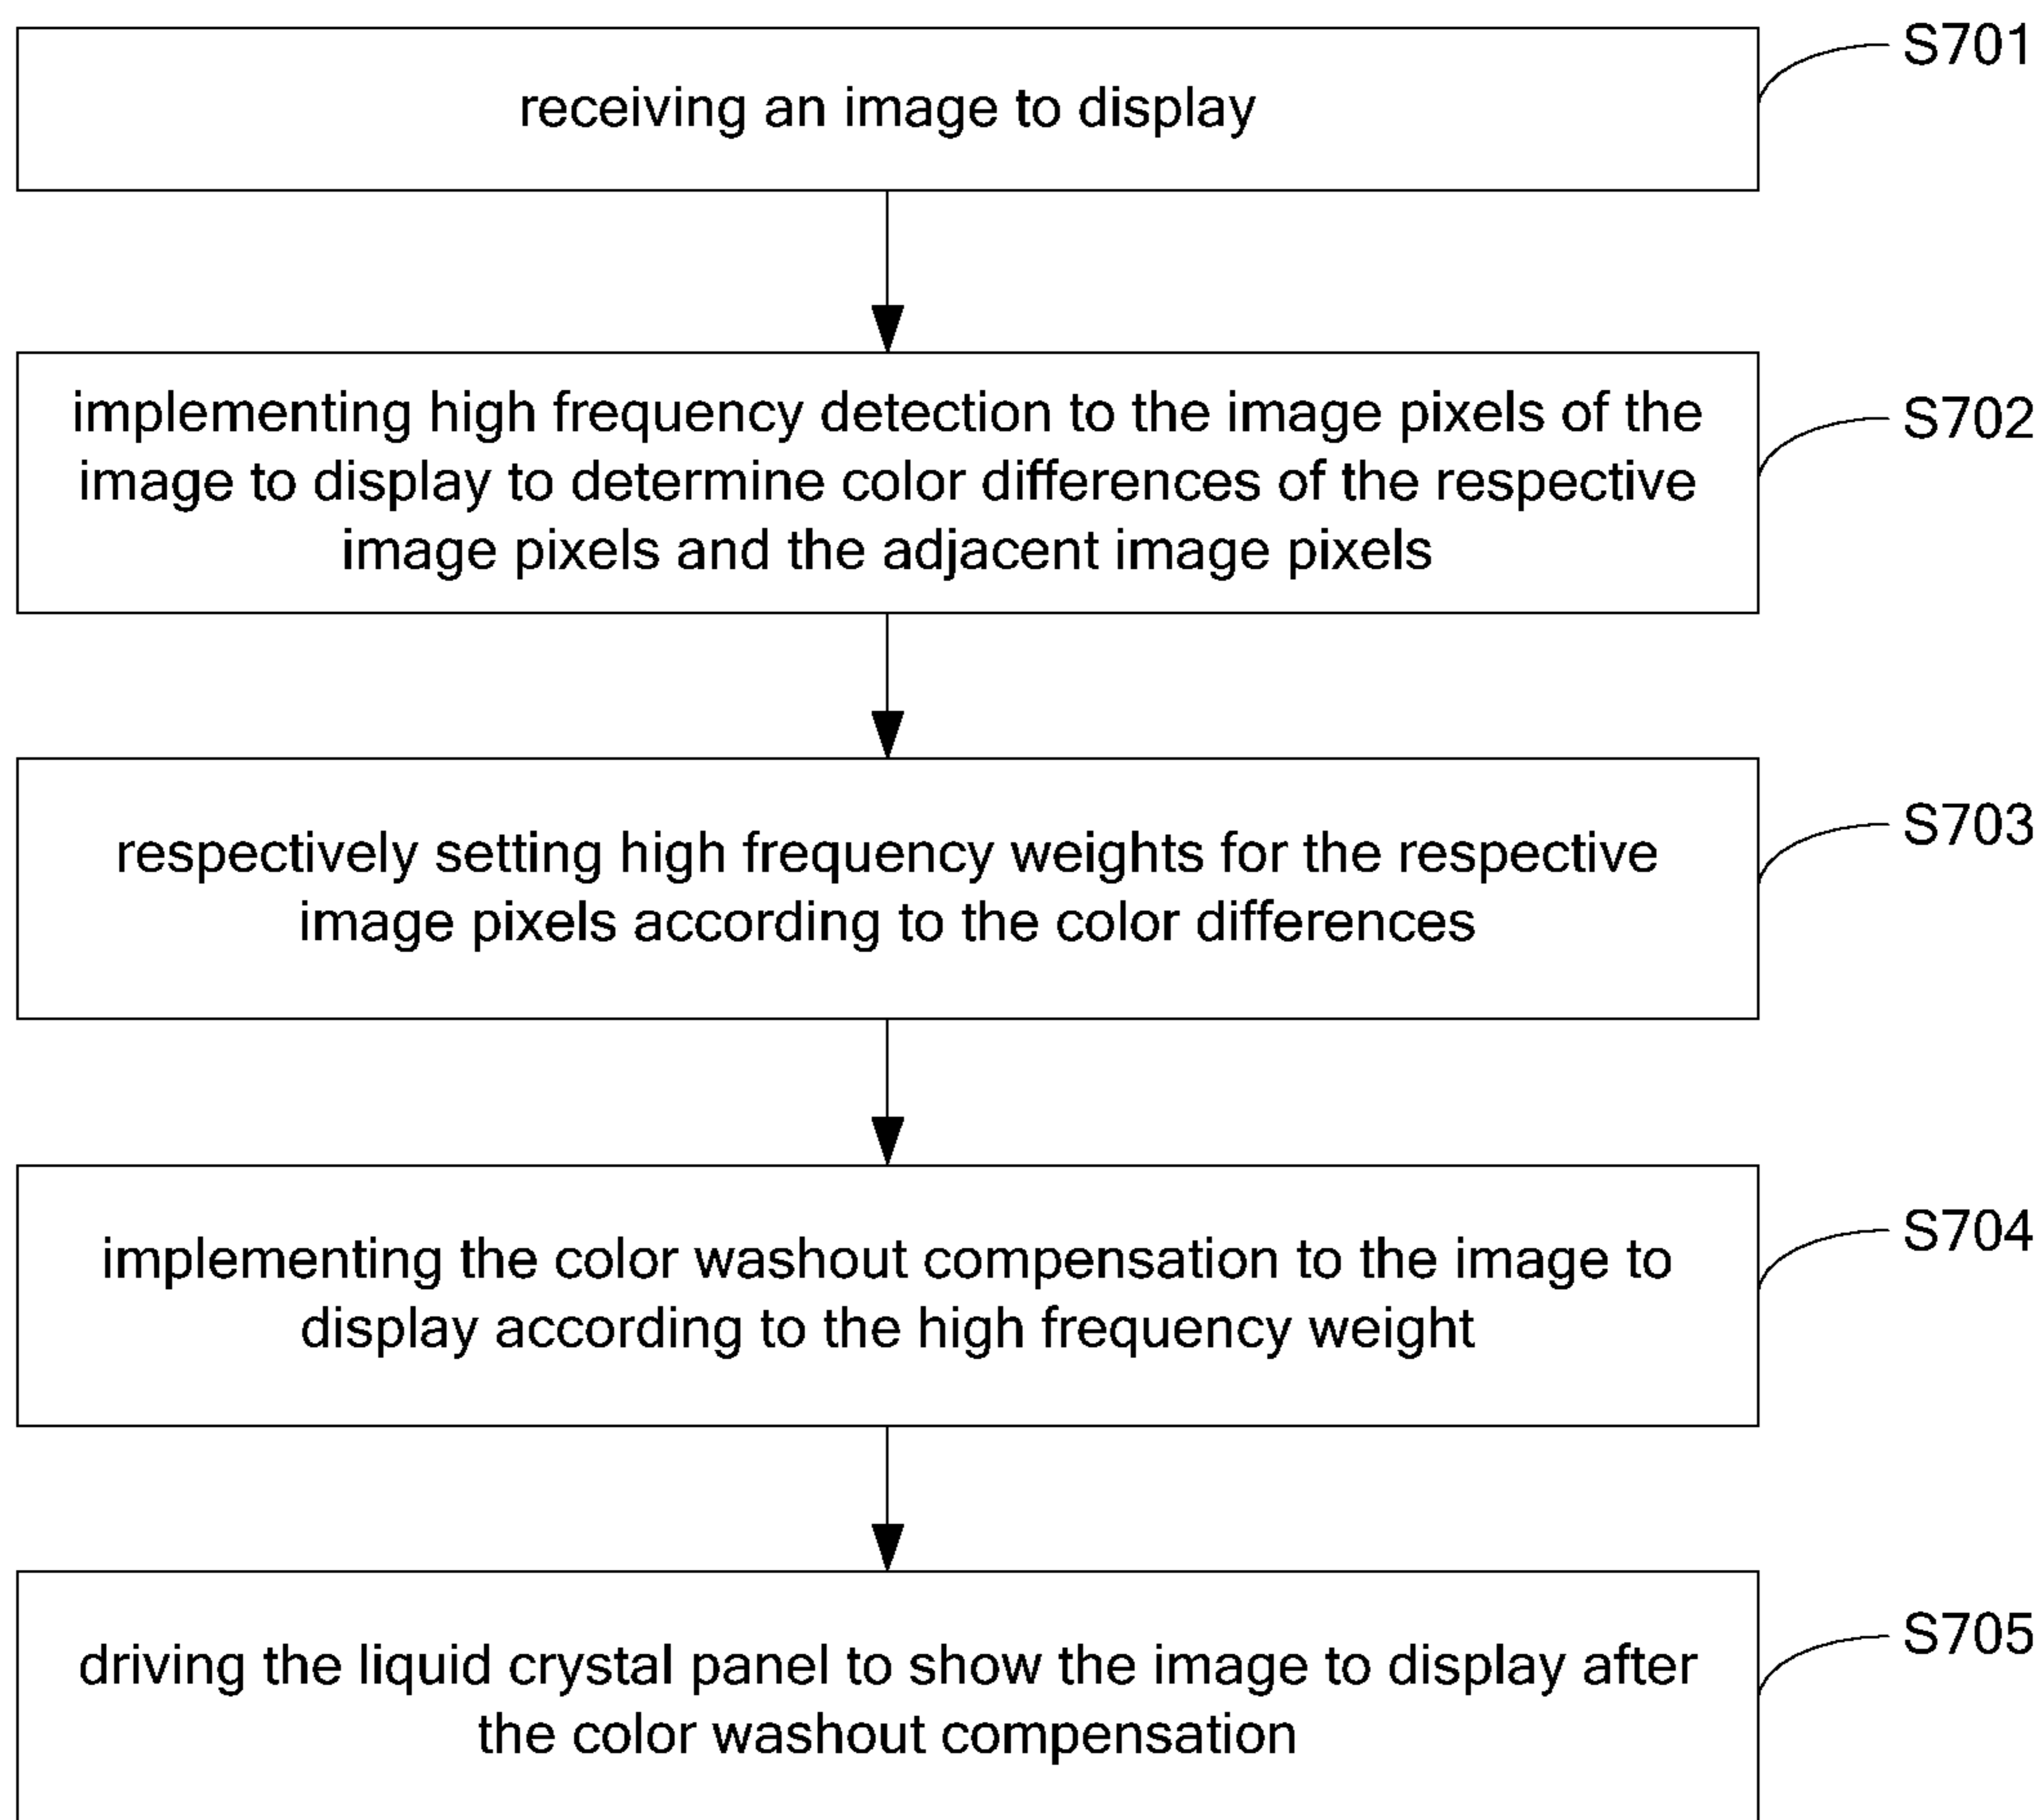 receiving an image to display
S701
implementing high frequency detection to the image pixels of the
image to display to determine color differences of the respective
image pixels and the adjacent image pixels
S702
respectively setting high frequency weights for the respective
image pixels according to the color differences
S703
implementing the color washout compensation to the image to
display according to the high frequency weight
S704
driving the liquid crystal panel to show the image to display after
the color washout compensation
S705